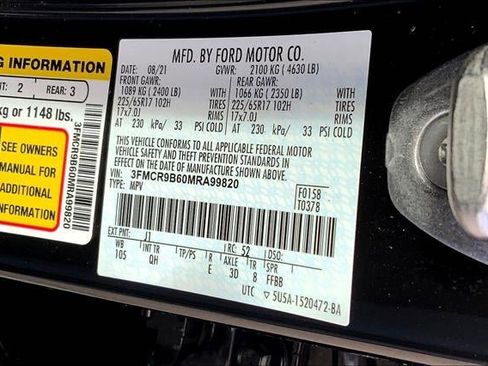 G INFORMATION
NT: 2 REAR: 3
kg or 1148 lbs.
SEE OWNERS
MANUAL FOR
ADDITIONAL
INFORMATION
3FMCR9B60MRA99820
MFD. BY FORD MOTOR CO.
DATE: 08/21 GVWR: 2100 KG ( 4630 LB)
FRONT GAWR: REAR GAWR:
1089 KG ( 2400 LB) WITH 1066 KG ( 2350 LB) WITH
225/65R17 102H TIRES 225/65R17 102H TIRES
17x7.0J RIMS 17x7.0J RIMS
AT 230 kPa/ 33 PSI COLD AT 230 kPa/ 33 PSI COLD
THIS VEHICLE CONFORMS TO ALL APPLICABLE FEDERAL MOTOR
VEHICLE SAFETY, BUMPER, AND THEFT PREVENTION STANDARDS IN
EFFECT ON THE DATE OF MANUFACTURE SHOWN ABOVE.
VIN: 3FMCR9B60MRA99820
TYPE: MPV
F0158
T0378
EXT PNT: J1 RC: 52 DSO:
WB TP/PS R AXLE TR SPR
105 QH E 3D 8 FFBB
UTC 5U5A-1520472-BA